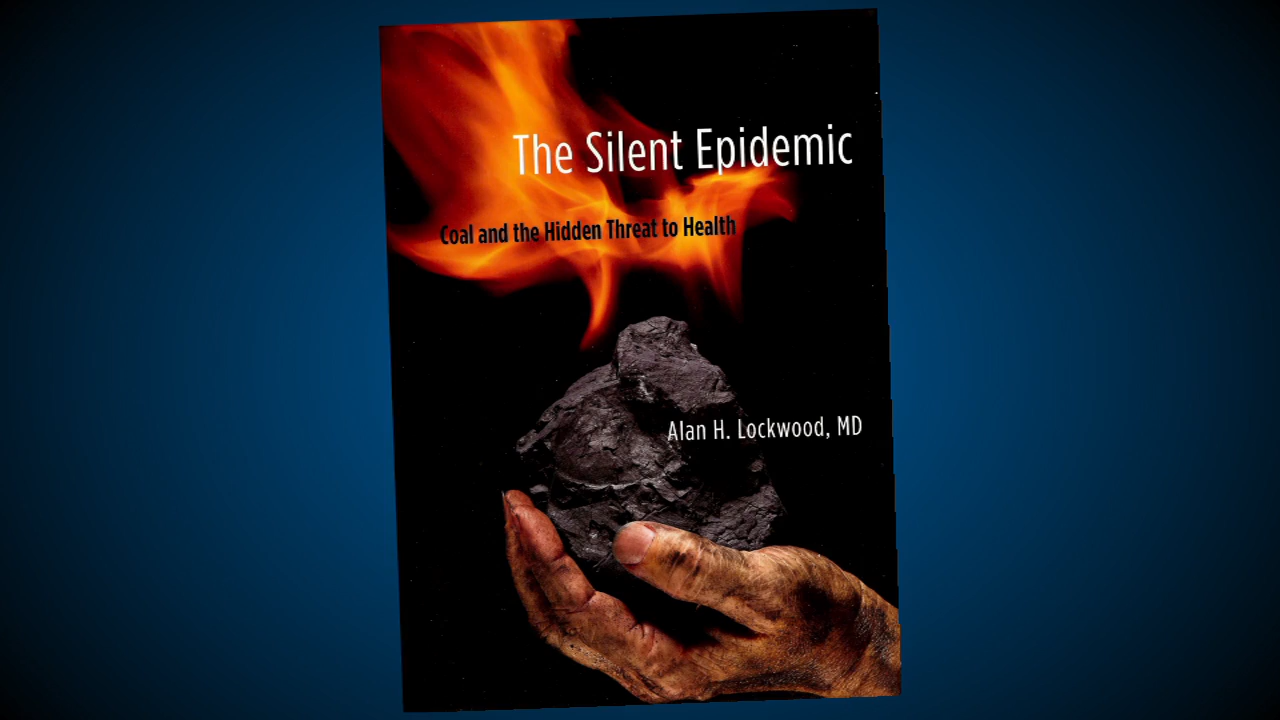 The Silent Epidemic
Coal and the Hidden Threat to Health
Alan H. Lockwood, MD